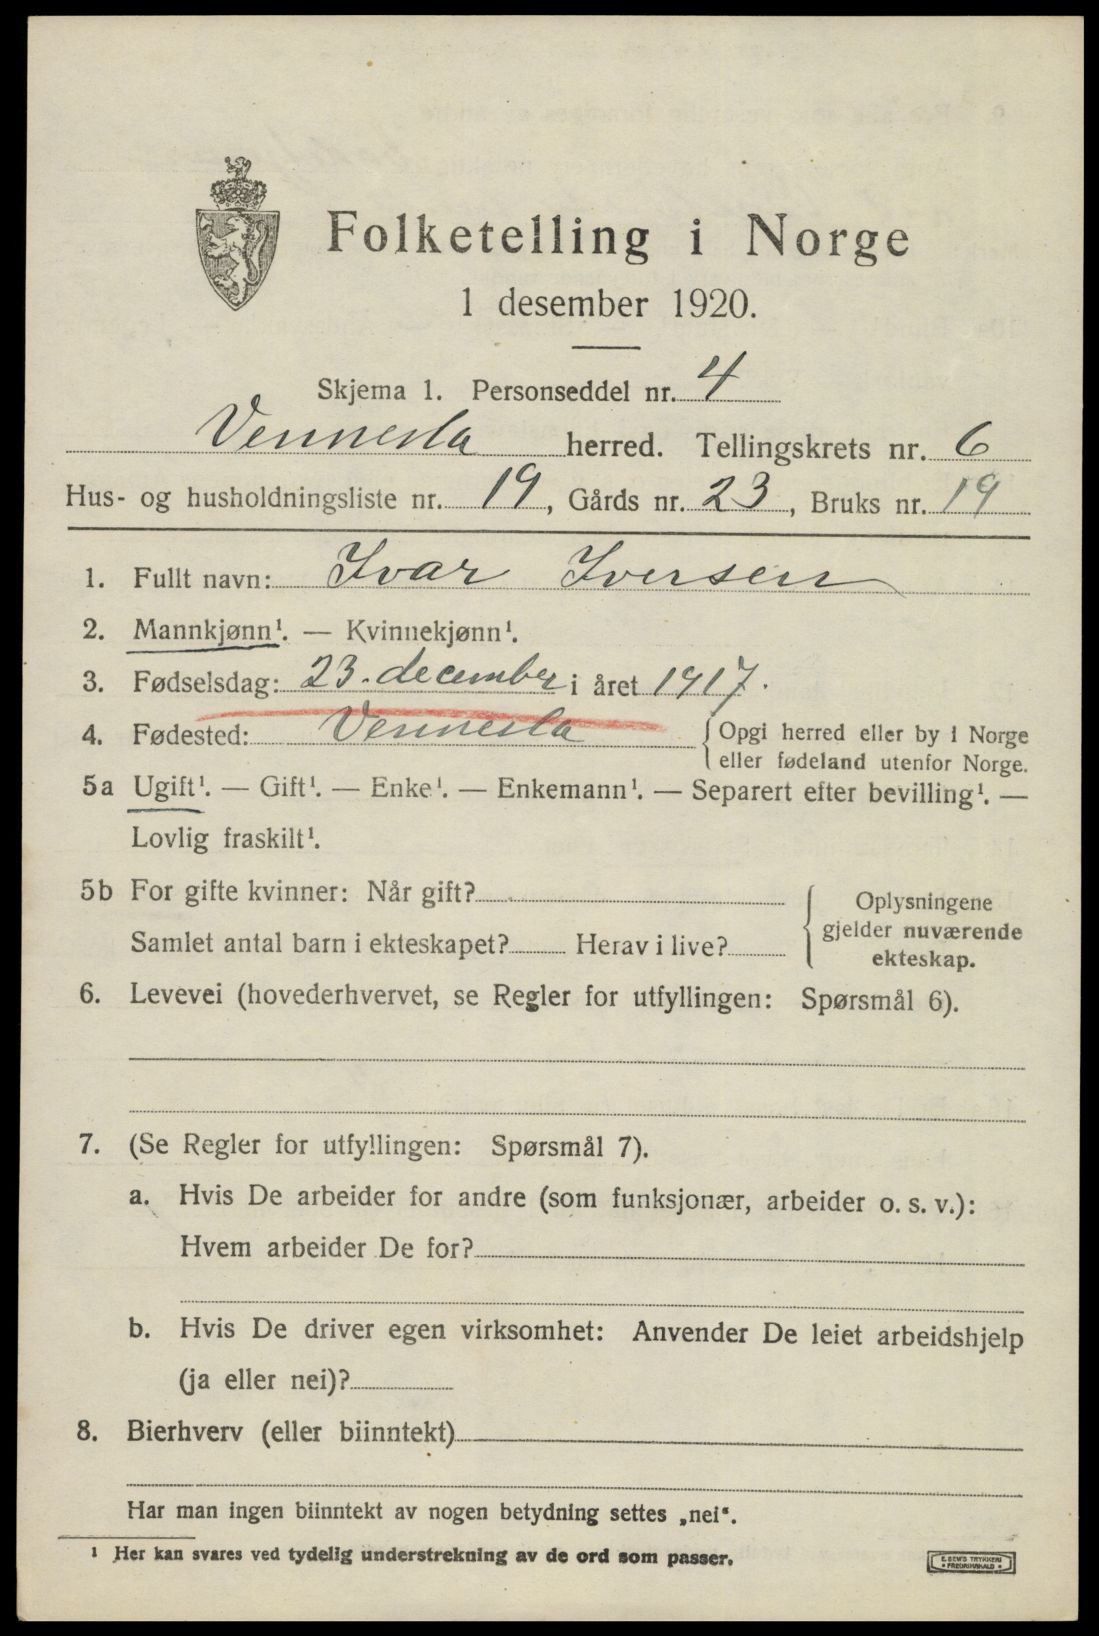 Folketelling i Norge
1 desember 1920.
Skjema 1. Personseddel nr. 4
Vennesla herred. Tellingskrets nr. 6
Hus- og husholdningsliste nr. 19, Gårds nr. 23, Bruks nr. 19
1. Fullt navn: Ivar Iversen
2. Mannkjønn¹. — Kvinnekjønn¹.
3. Fødselsdag: 23. december i året 1917.
4. Fødested: Vennesla { Opgi herred eller by i Norge
eller fødeland utenfor Norge.
5a Ugift¹. — Gift¹. — Enke¹. — Enkemann¹. — Separert efter bevilling¹. —
Lovlig fraskilt¹.
5b For gifte kvinner: Når gift?
Samlet antal barn i ekteskapet? Herav i live?
{ Oplysningene
gjelder nuværende
ekteskap.
6. Levevei (hovederhvervet, se Regler for utfyllingen: Spørsmål 6).
7. (Se Regler for utfyllingen: Spørsmål 7).
a. Hvis De arbeider for andre (som funksjonær, arbeider o. s. v.):
Hvem arbeider De for?
b. Hvis De driver egen virksomhet: Anvender De leiet arbeidshjelp
(ja eller nei)?
8. Bierhverv (eller biinntekt)
Har man ingen biinntekt av nogen betydning settes „nei“.
¹ Her kan svares ved tydelig understrekning av de ord som passer.
E. SEM'S TRYKKERI
• FREDRIKSHALD •